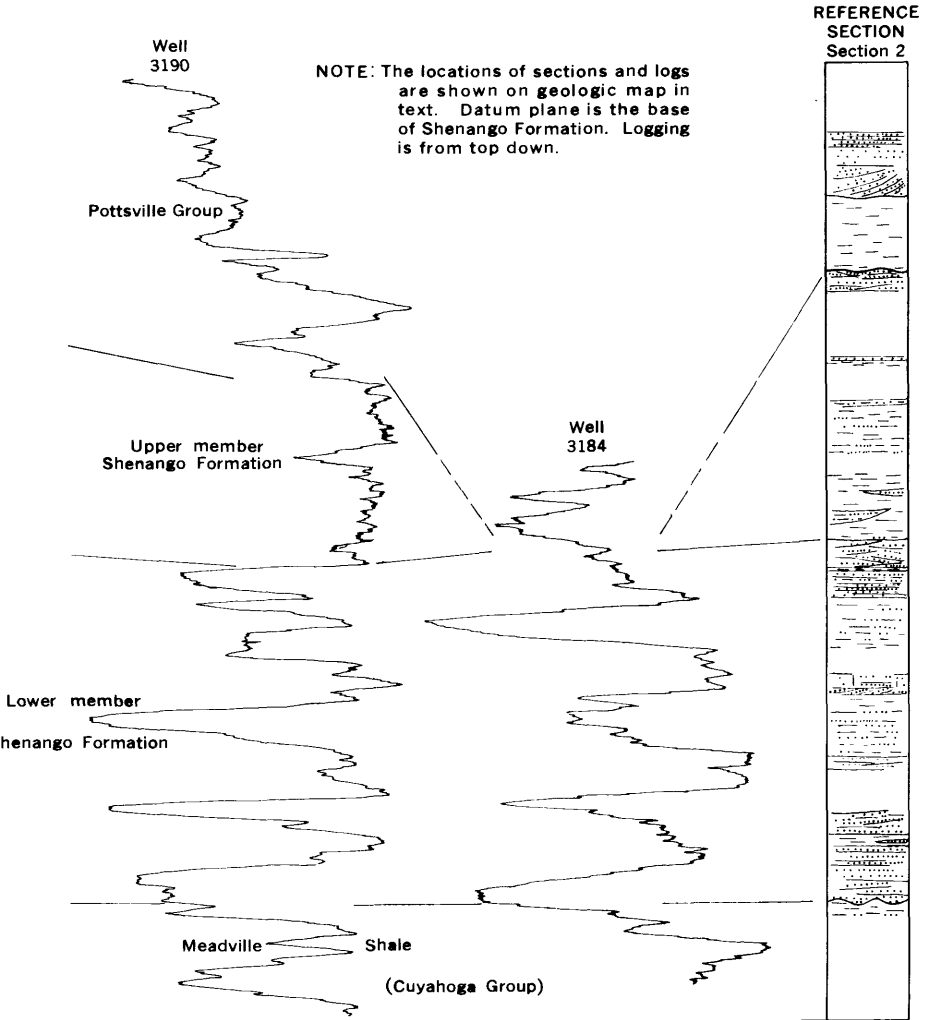 REFERENCE
SECTION
Section 2
Well
3190
NOTE: The locations of sections and logs
are shown on geologic map in
text. Datum plane is the base
of Shenango Formation. Logging
is from top down.
Pottsville Group
Well
3184
Upper member
Shenango Formation
Lower member
henango Formation
Meadville Shale
(Cuyahoga Group)